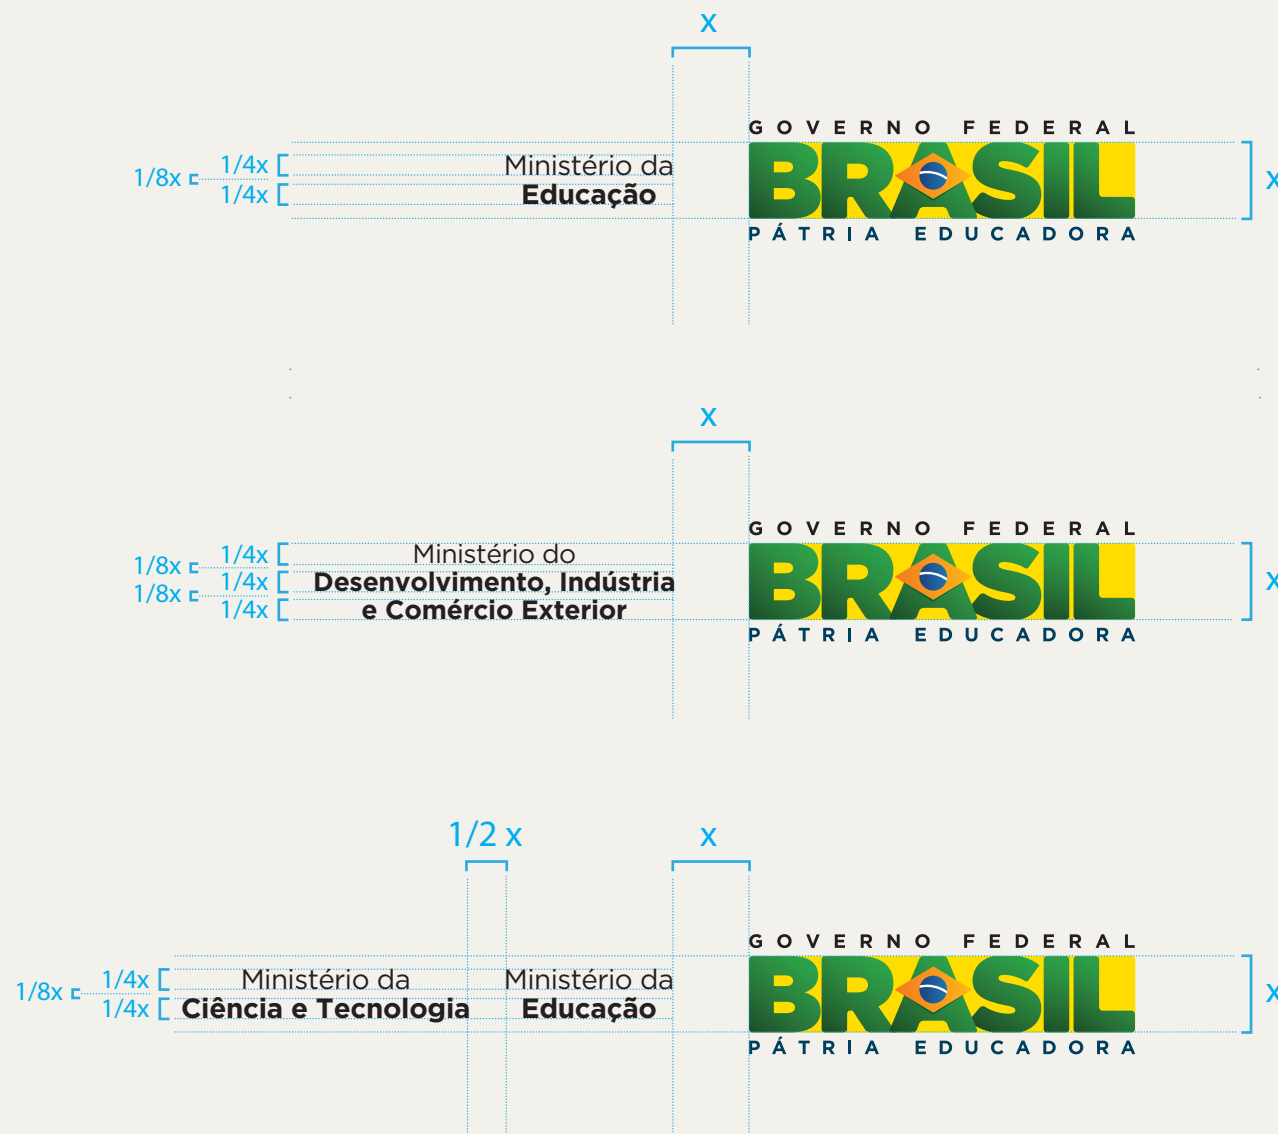 x
GOVERNO FEDERAL
1/4x
Ministério da
BRASIL
1/8x
x
1/4x
Educação
PÁTRIA EDUCADORA
x
GOVERNO FEDERAL
1/4x
Ministério do
1/8x
BRASIL
1/4x
Desenvolvimento, Indústria
x
1/8x
1/4x
e Comércio Exterior
PÁTRIA EDUCADORA
1/2 x
x
GOVERNO FEDERAL
1/4x
Ministério da
Ministério da
BRASIL
1/8x
x
1/4x
Ciência e Tecnologia
Educação
PÁTRIA EDUCADORA